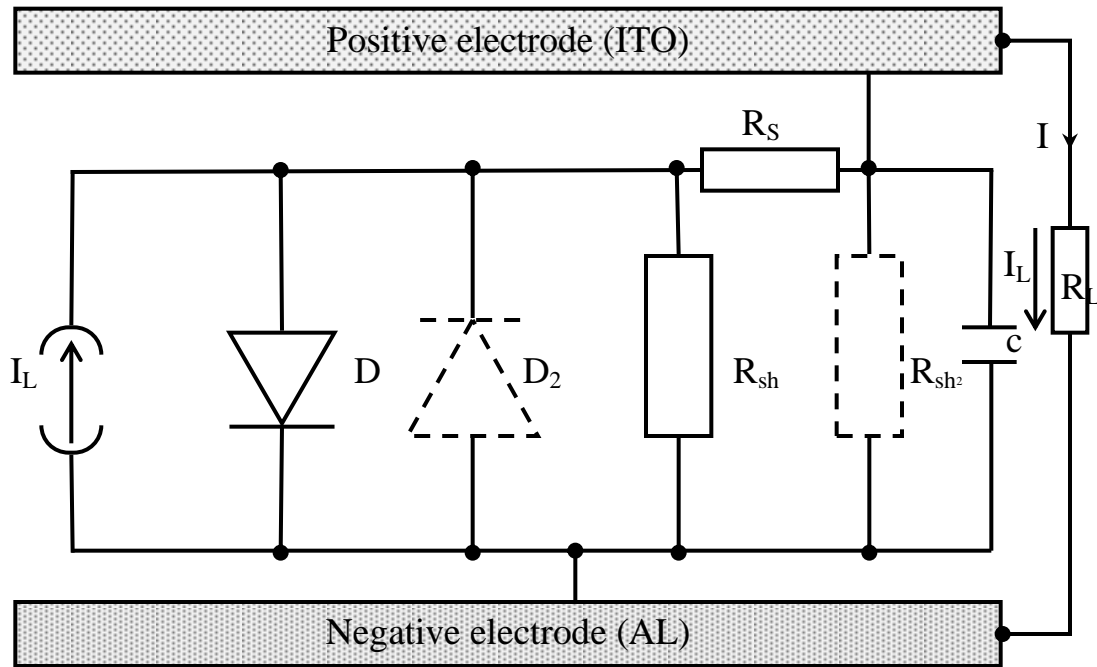 Positive electrode (ITO)
R_S
I
I_L
R_L
I_L
D
D_2
R_sh
R_sh2
c
Negative electrode (AL)